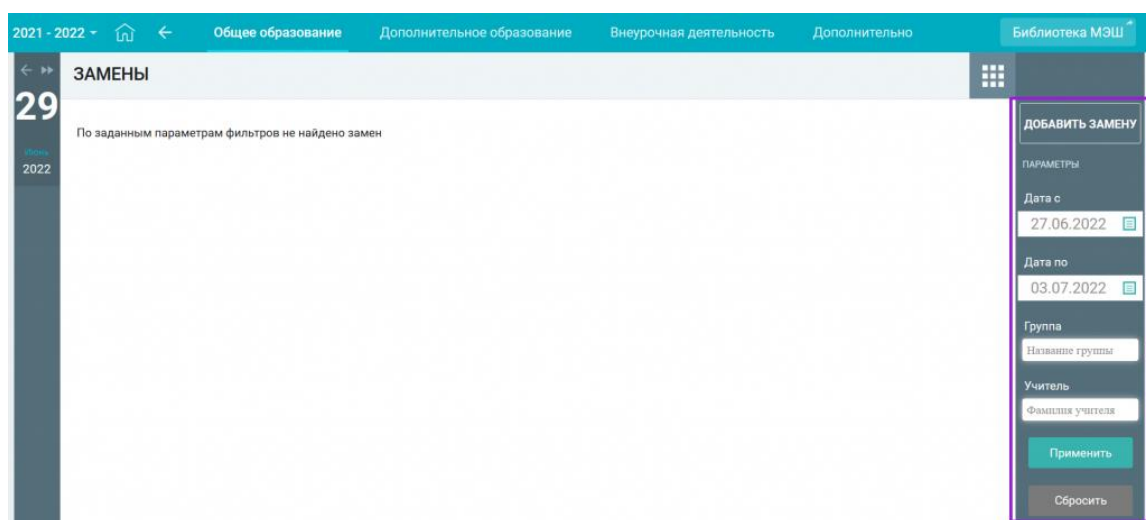 2021 - 2022
Общее образование
Дополнительное образование
Внеурочная деятельность
Дополнительно
Библиотека МЭШ
ЗАМЕНЫ
29
Июнь
2022
По заданным параметрам фильтров не найдено замен
ДОБАВИТЬ ЗАМЕНУ
ПАРАМЕТРЫ
Дата с
27.06.2022
Дата по
03.07.2022
Группа
Название группы
Учитель
Фамилия учителя
Применить
Сбросить